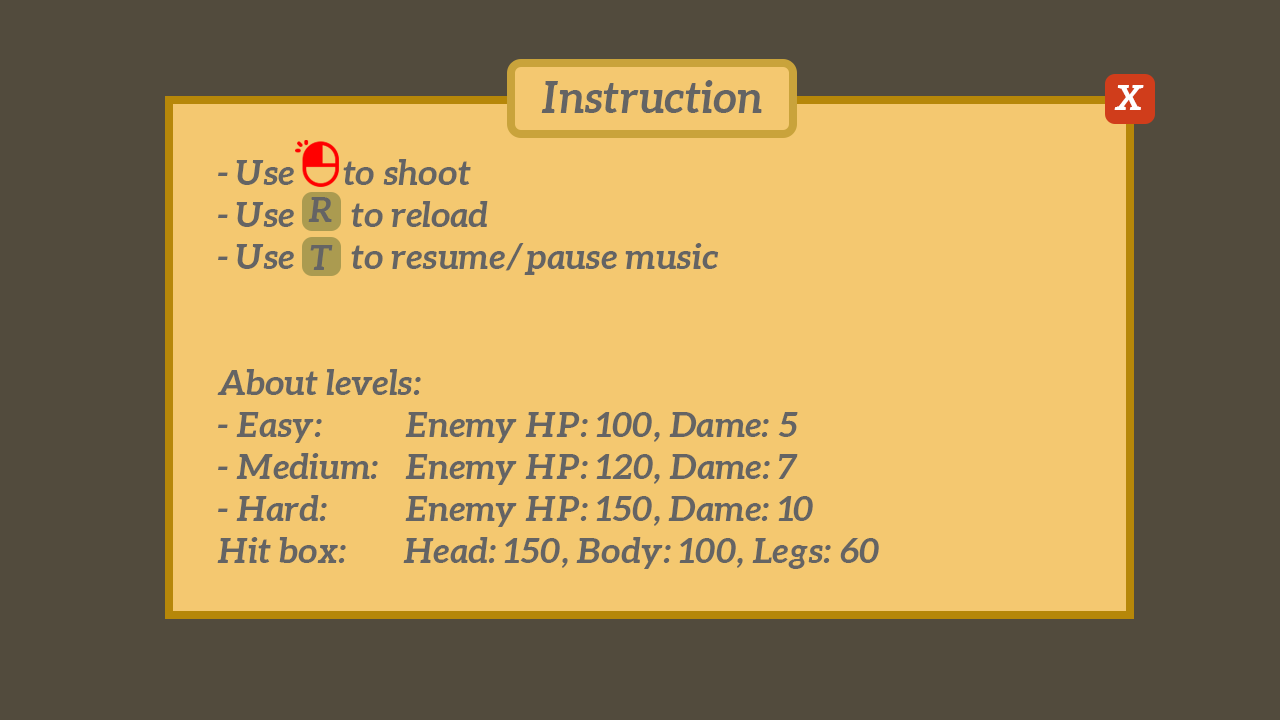 Instruction
X
- Use to shoot
- Use R to reload
- Use T to resume/pause music
About levels:
- Easy: Enemy HP: 100, Dame: 5
- Medium: Enemy HP: 120, Dame: 7
- Hard: Enemy HP: 150, Dame: 10
Hit box: Head: 150, Body: 100, Legs: 60